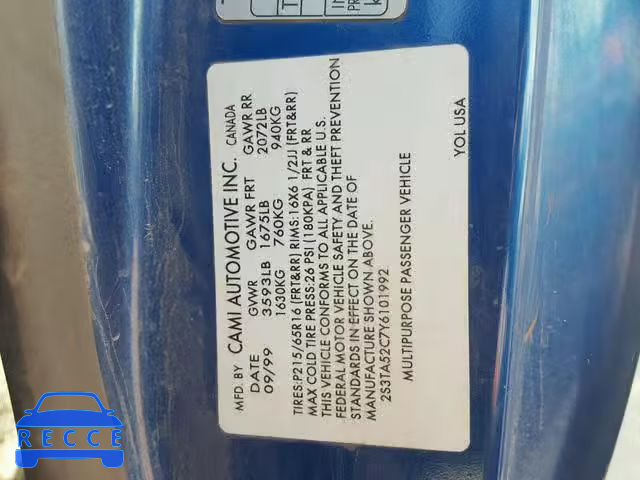 MFD. BY CAMI AUTOMOTIVE INC. CANADA
DATE GVWR GAWR FRT GAWR RR
09/99 3593LB 1675LB 2072LB
1630KG 760KG 940KG
TIRES:P215/65R16 (FRT&RR) RIMS:16X6 1/2JJ (FRT&RR)
MAX COLD TIRE PRESS:26 PSI (180KPA) FRT & RR
THIS VEHICLE CONFORMS TO ALL APPLICABLE U.S.
FEDERAL MOTOR VEHICLE SAFETY AND THEFT PREVENTION
STANDARDS IN EFFECT ON THE DATE OF
MANUFACTURE SHOWN ABOVE.
2S3TA52C7Y6101992
MULTIPURPOSE PASSENGER VEHICLE
YOL USA
RECCE